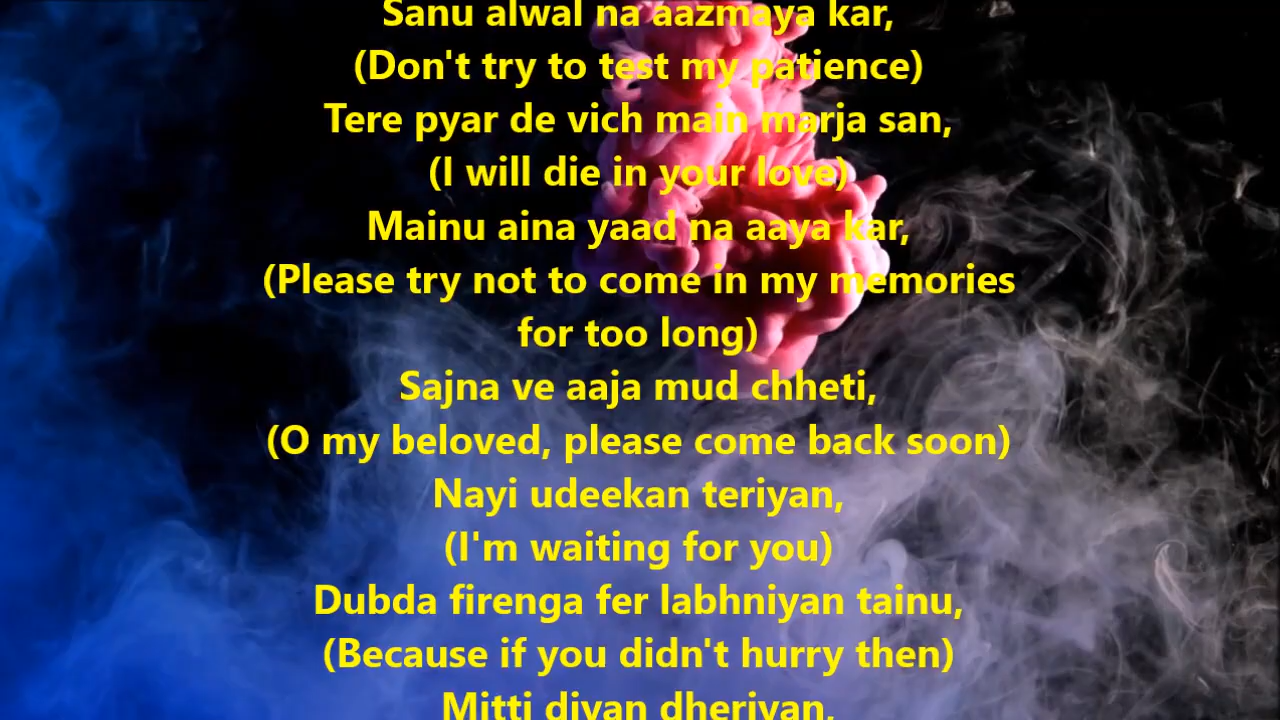 Sanu alwal na aazmaya kar,
(Don't try to test my patience)
Tere pyar de vich main marja san,
(I will die in your love)
Mainu aina yaad na aaya kar,
(Please try not to come in my memories
for too long)
Sajna ve aaja mud chheti,
(O my beloved, please come back soon)
Nayi udeekan teriyan,
(I'm waiting for you)
Dubda firenga fer labhniyan tainu,
(Because if you didn't hurry then)
Mitti diyan dheriyan,